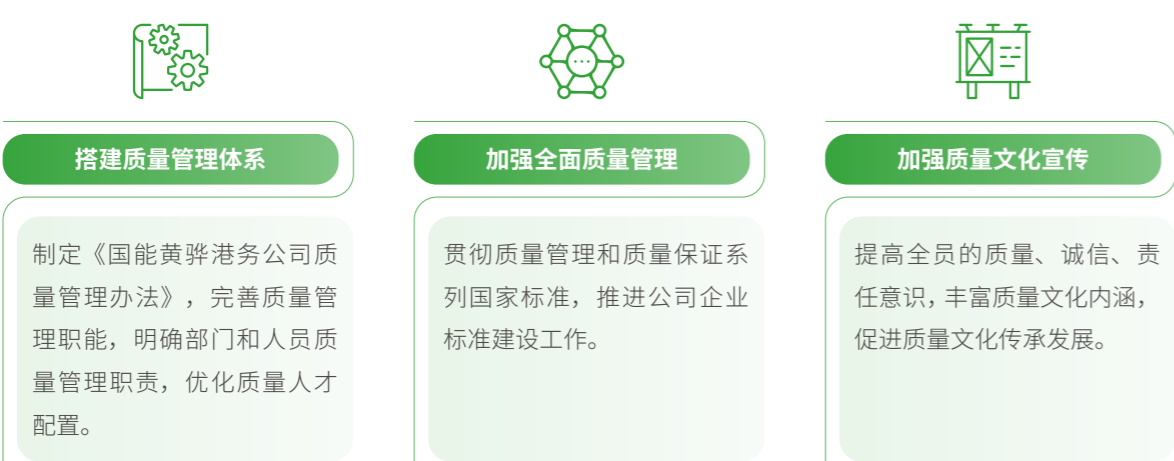 搭建质量管理体系
制定《国能黄骅港务公司质
量管理办法》，完善质量管
理职能，明确部门和人员质
量管理职责，优化质量人才
配置。
加强全面质量管理
贯彻质量管理和质量保证系
列国家标准，推进公司企业
标准建设工作。
加强质量文化宣传
提高全员的质量、诚信、责
任意识，丰富质量文化内涵，
促进质量文化传承发展。